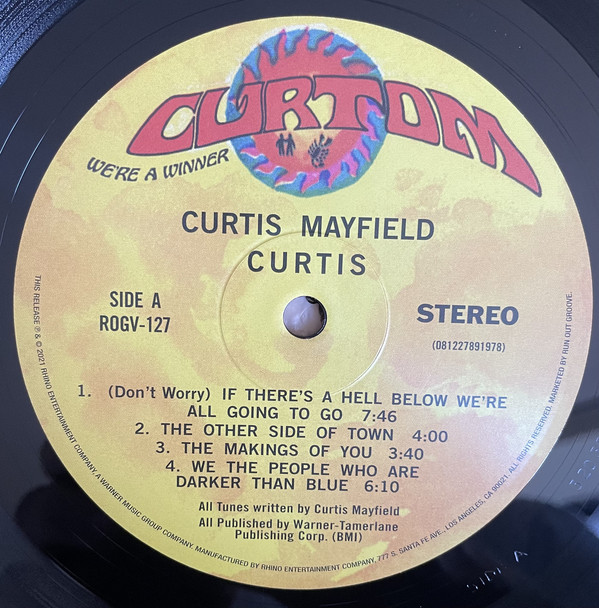 CURTOM
WE'RE A WINNER
CURTIS MAYFIELD
CURTIS
SIDE A
ROGV-127
STEREO
(081227891978)
1. (Don't Worry) IF THERE'S A HELL BELOW WE'RE
ALL GOING TO GO 7:46
2. THE OTHER SIDE OF TOWN 4:00
3. THE MAKINGS OF YOU 3:40
4. WE THE PEOPLE WHO ARE
DARKER THAN BLUE 6:10
All Tunes written by Curtis Mayfield
All Published by Warner-Tamerlane
Publishing Corp. (BMI)
THIS RELEASE ℗ & © 2021 RHINO ENTERTAINMENT COMPANY, A WARNER MUSIC GROUP COMPANY. MANUFACTURED BY RHINO ENTERTAINMENT COMPANY, 777 S. SANTA FE AVE., LOS ANGELES, CA 90021. ALL RIGHTS RESERVED. MARKETED BY RUN OUT GROOVE.